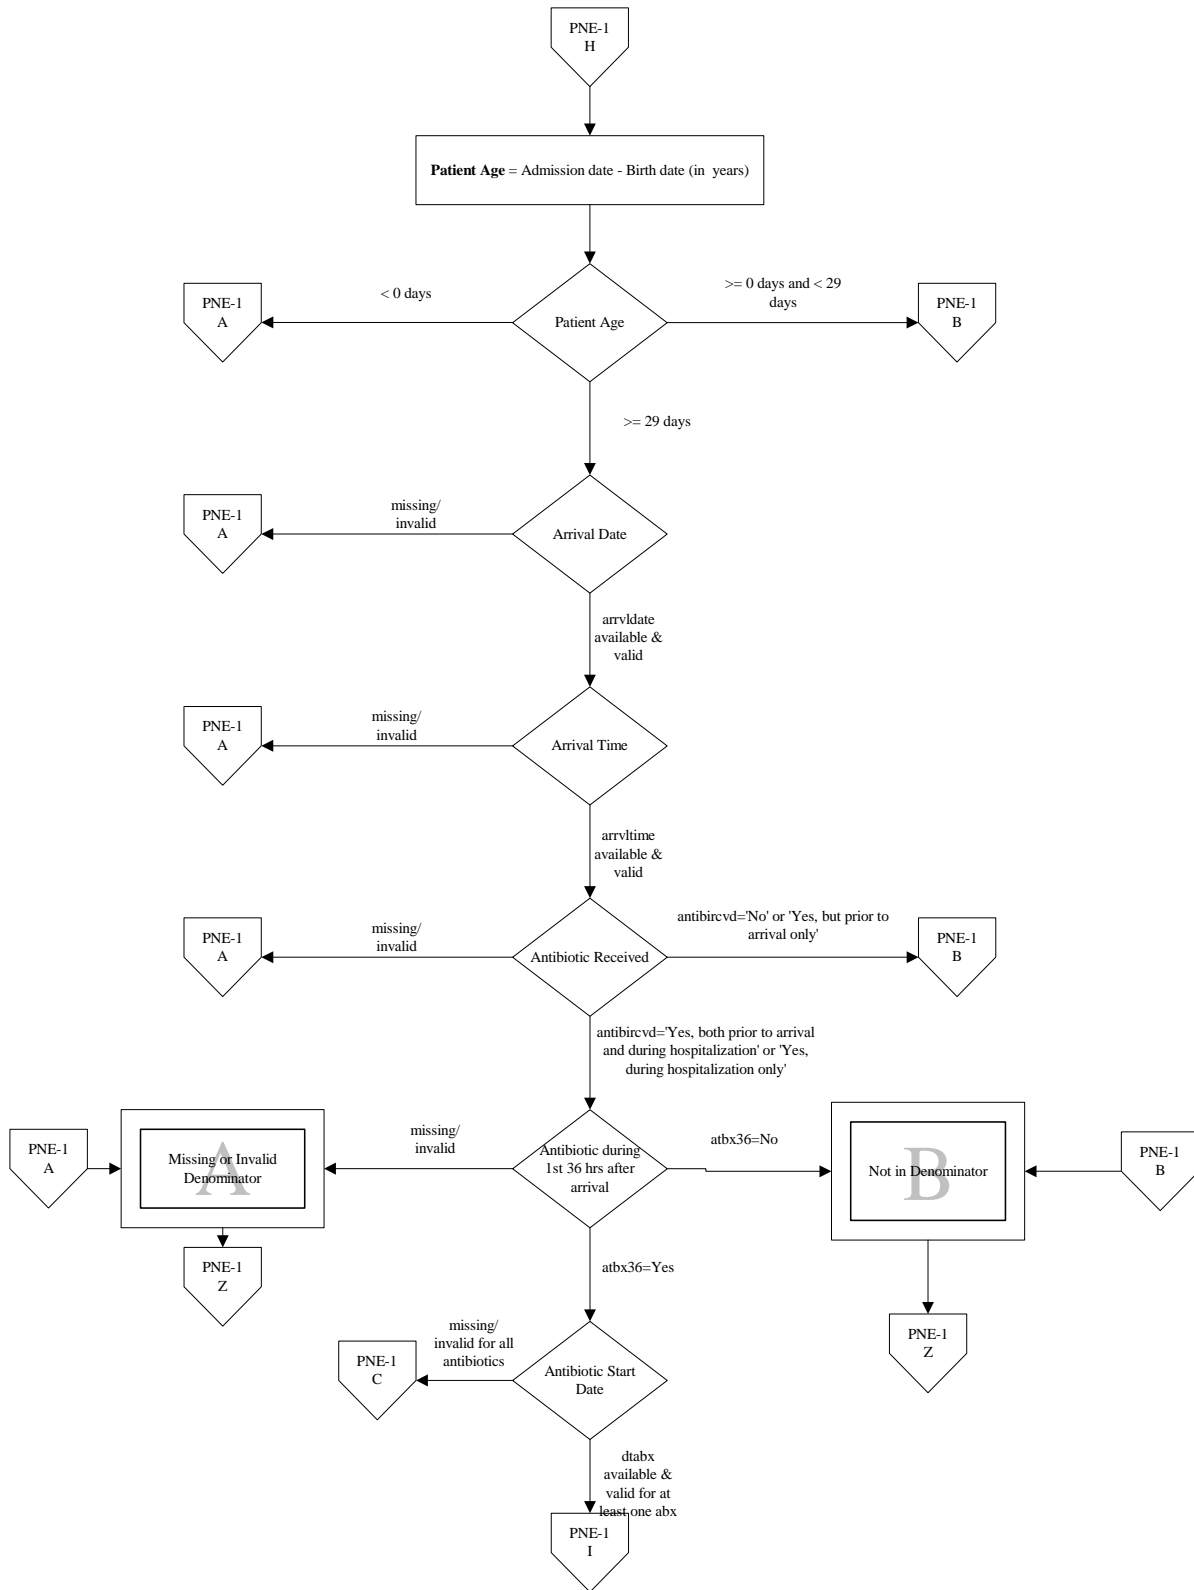 PNE-1
H
Patient Age = Admission date - Birth date (in  years)
PNE-1
A
< 0 days
Patient Age
>= 0 days and < 29
days
PNE-1
B
>= 29 days
PNE-1
A
missing/
invalid
Arrival Date
arrvldate
available &
valid
PNE-1
A
missing/
invalid
Arrival Time
arrvltime
available &
valid
PNE-1
A
missing/
invalid
Antibiotic Received
antibircvd='No' or 'Yes, but prior to
arrival only'
PNE-1
B
antibircvd='Yes, both prior to arrival
and during hospitalization' or 'Yes,
during hospitalization only'
PNE-1
A
A
Missing or Invalid
Denominator
missing/
invalid
Antibiotic during
1st 36 hrs after
arrival
atbx36=No
B
Not in Denominator
PNE-1
B
PNE-1
Z
atbx36=Yes
PNE-1
Z
PNE-1
C
missing/
invalid for all
antibiotics
Antibiotic Start
Date
dtabx
available &
valid for at
least one abx
PNE-1
I